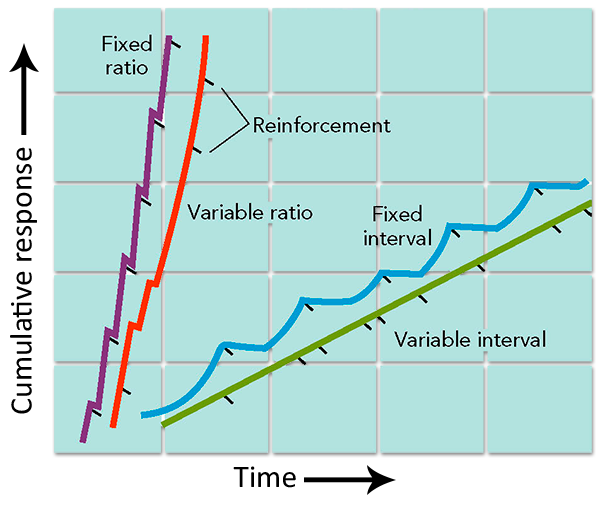 Fixed
ratio
Reinforcement
Variable ratio
Fixed
interval
Variable interval
Cumulative response
Time